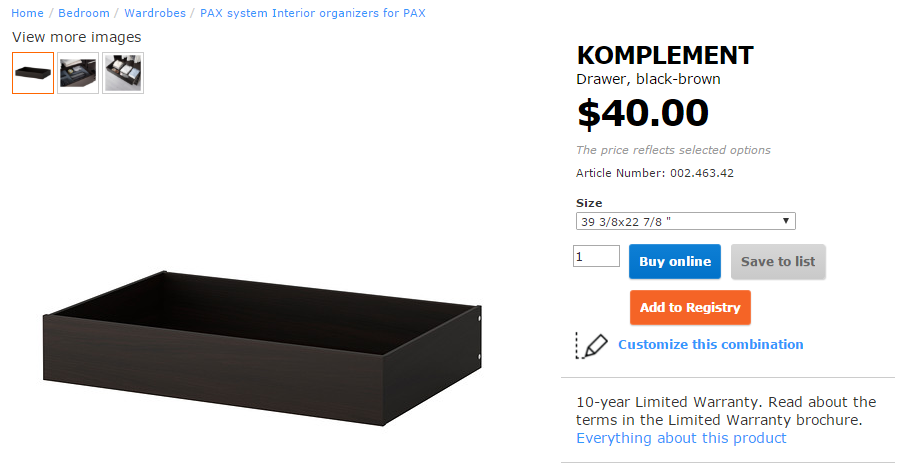 Home / Bedroom / Wardrobes / PAX system Interior organizers for PAX
View more images
KOMPLEMENT
Drawer, black-brown
$40.00
The price reflects selected options
Article Number: 002.463.42
Size
39 3/8x22 7/8 "
1
Buy online
Save to list
Add to Registry
Customize this combination
10-year Limited Warranty. Read about the
terms in the Limited Warranty brochure.
Everything about this product